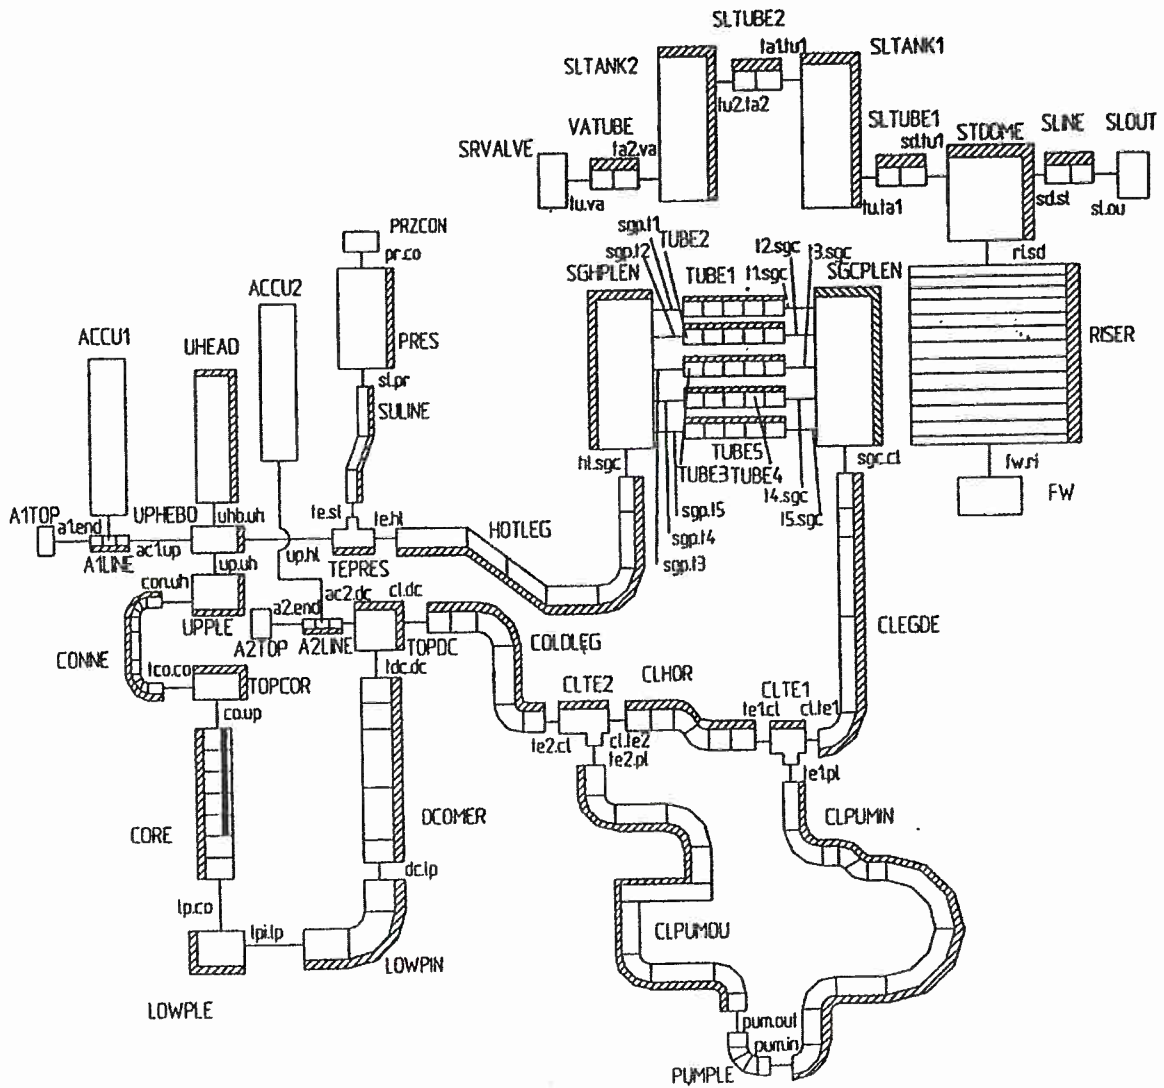 SLTUBE2
ta1.tu1
SLTANK1
SLTANK2
tu2.ta2
SLTUBE1
sd.tu1
STDOME
SLINE
SLOUT
VATUBE
ta2.va
SRVALVE
tu.va
tu.ta1
sd.sl
sl.ou
ri.sd
PRZCON
pr.co
sgp.t1
sgp.t2
TUBE2
SGHPLEN
TUBE1
t2.sgc
t1.sgc
t3.sgc
SGCPLEN
ACCU2
ACCU1
UHEAD
PRES
RISER
sl.pr
SULINE
hl.sgc
TUBE3
TUBE5
TUBE4
sgc.cl
fw.ri
FW
t4.sgc
t5.sgc
sgp.t5
sgp.t4
sgp.t3
A1TOP
a1.end
UPHEBO
uhb.uh
te.sl
te.hl
HOTLEG
A1LINE
ac1.up
up.hl
TEPRES
up.uh
con.uh
UPPLE
ac2.dc
cl.dc
a2.end
A2TOP
A2LINE
TOPDC
COLDLEG
CLEGDE
CONNE
tco.co
TOPCOR
tdc.dc
CLHOR
CLTE2
CLTE1
te1.cl
cl.te1
co.up
te2.cl
cl.te2
te2.pl
te1.pl
CORE
DCOMER
CLPUMIN
dc.lp
lp.co
lpi.lp
LOWPIN
CLPUMOU
LOWPLE
pum.out
pum.in
PUMPLE